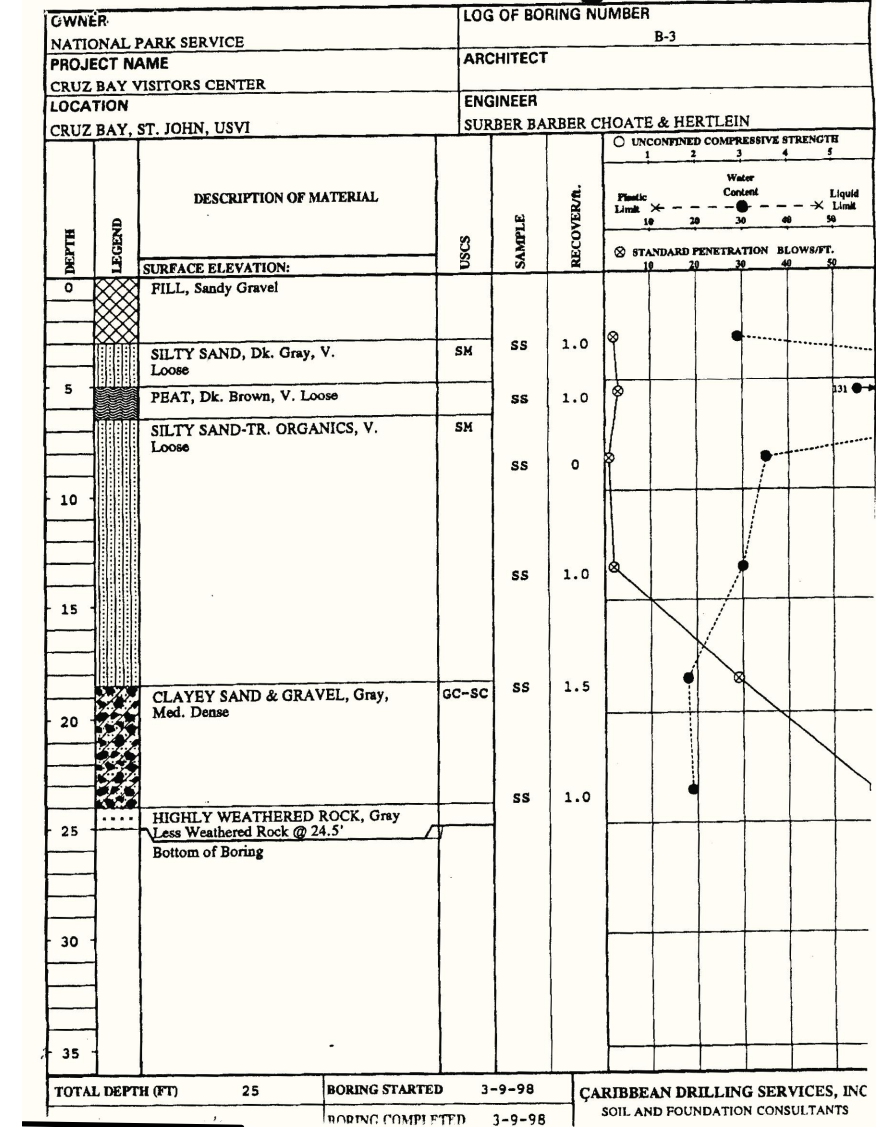 OWNER
NATIONAL PARK SERVICE
LOG OF BORING NUMBER
B-3
PROJECT NAME
CRUZ BAY VISITORS CENTER
ARCHITECT
LOCATION
CRUZ BAY, ST. JOHN, USVI
ENGINEER
SURBER BARBER CHOATE & HERTLEIN
DEPTH
LEGEND
DESCRIPTION OF MATERIAL
SURFACE ELEVATION:
USCS
SAMPLE
RECOVER/ft.
UNCONFINED COMPRESSIVE STRENGTH
1 2 3 4 5
Plastic Limit
Water Content
Liquid Limit
10 20 30 40 50
STANDARD PENETRATION BLOWS/FT.
10 20 30 40 50
0
FILL, Sandy Gravel
SILTY SAND, Dk. Gray, V.
Loose
SM
SS 1.0
5
PEAT, Dk. Brown, V. Loose
SS 1.0
131
SILTY SAND-TR. ORGANICS, V.
Loose
SM
SS 0
10
SS 1.0
15
CLAYEY SAND & GRAVEL, Gray,
Med. Dense
GC-SC
SS 1.5
20
SS 1.0
HIGHLY WEATHERED ROCK, Gray
25
Less Weathered Rock @ 24.5'
Bottom of Boring
30
35
TOTAL DEPTH (FT) 25
BORING STARTED 3-9-98
BORING COMPLETED 3-9-98
CARIBBEAN DRILLING SERVICES, INC
SOIL AND FOUNDATION CONSULTANTS